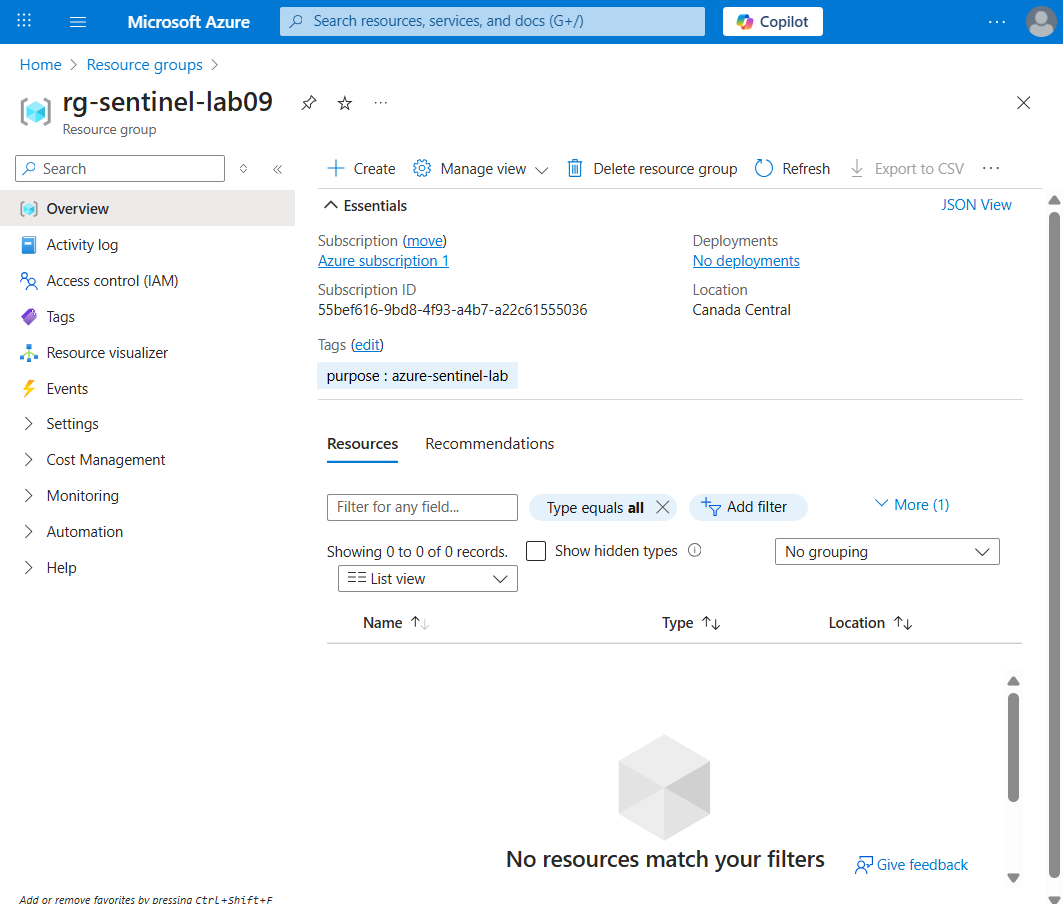 Microsoft Azure
Search resources, services, and docs (G+/)
Copilot
Home > Resource groups >
rg-sentinel-lab09
Resource group
Search
Create
Manage view
Delete resource group
Refresh
Export to CSV
Overview
Activity log
Access control (IAM)
Tags
Resource visualizer
Events
Settings
Cost Management
Monitoring
Automation
Help
Essentials
JSON View
Subscription (move)
Azure subscription 1
Subscription ID
55bef616-9bd8-4f93-a4b7-a22c61555036
Deployments
No deployments
Location
Canada Central
Tags (edit)
purpose : azure-sentinel-lab
Resources
Recommendations
Filter for any field...
Type equals all
Add filter
More (1)
Showing 0 to 0 of 0 records.
Show hidden types
No grouping
List view
Name
Type
Location
No resources match your filters
Give feedback
Add or remove favorites by pressing Ctrl+Shift+F